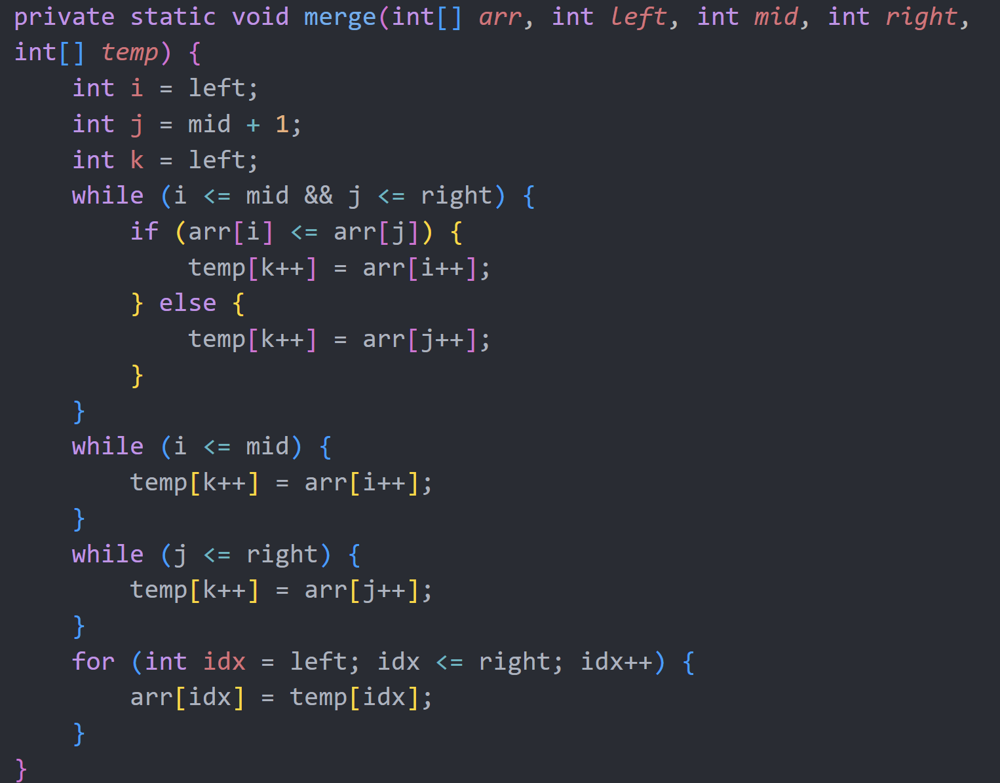 private static void merge(int[] arr, int left, int mid, int right,
int[] temp) {
    int i = left;
    int j = mid + 1;
    int k = left;
    while (i <= mid && j <= right) {
        if (arr[i] <= arr[j]) {
            temp[k++] = arr[i++];
        } else {
            temp[k++] = arr[j++];
        }
    }
    while (i <= mid) {
        temp[k++] = arr[i++];
    }
    while (j <= right) {
        temp[k++] = arr[j++];
    }
    for (int idx = left; idx <= right; idx++) {
        arr[idx] = temp[idx];
    }
}